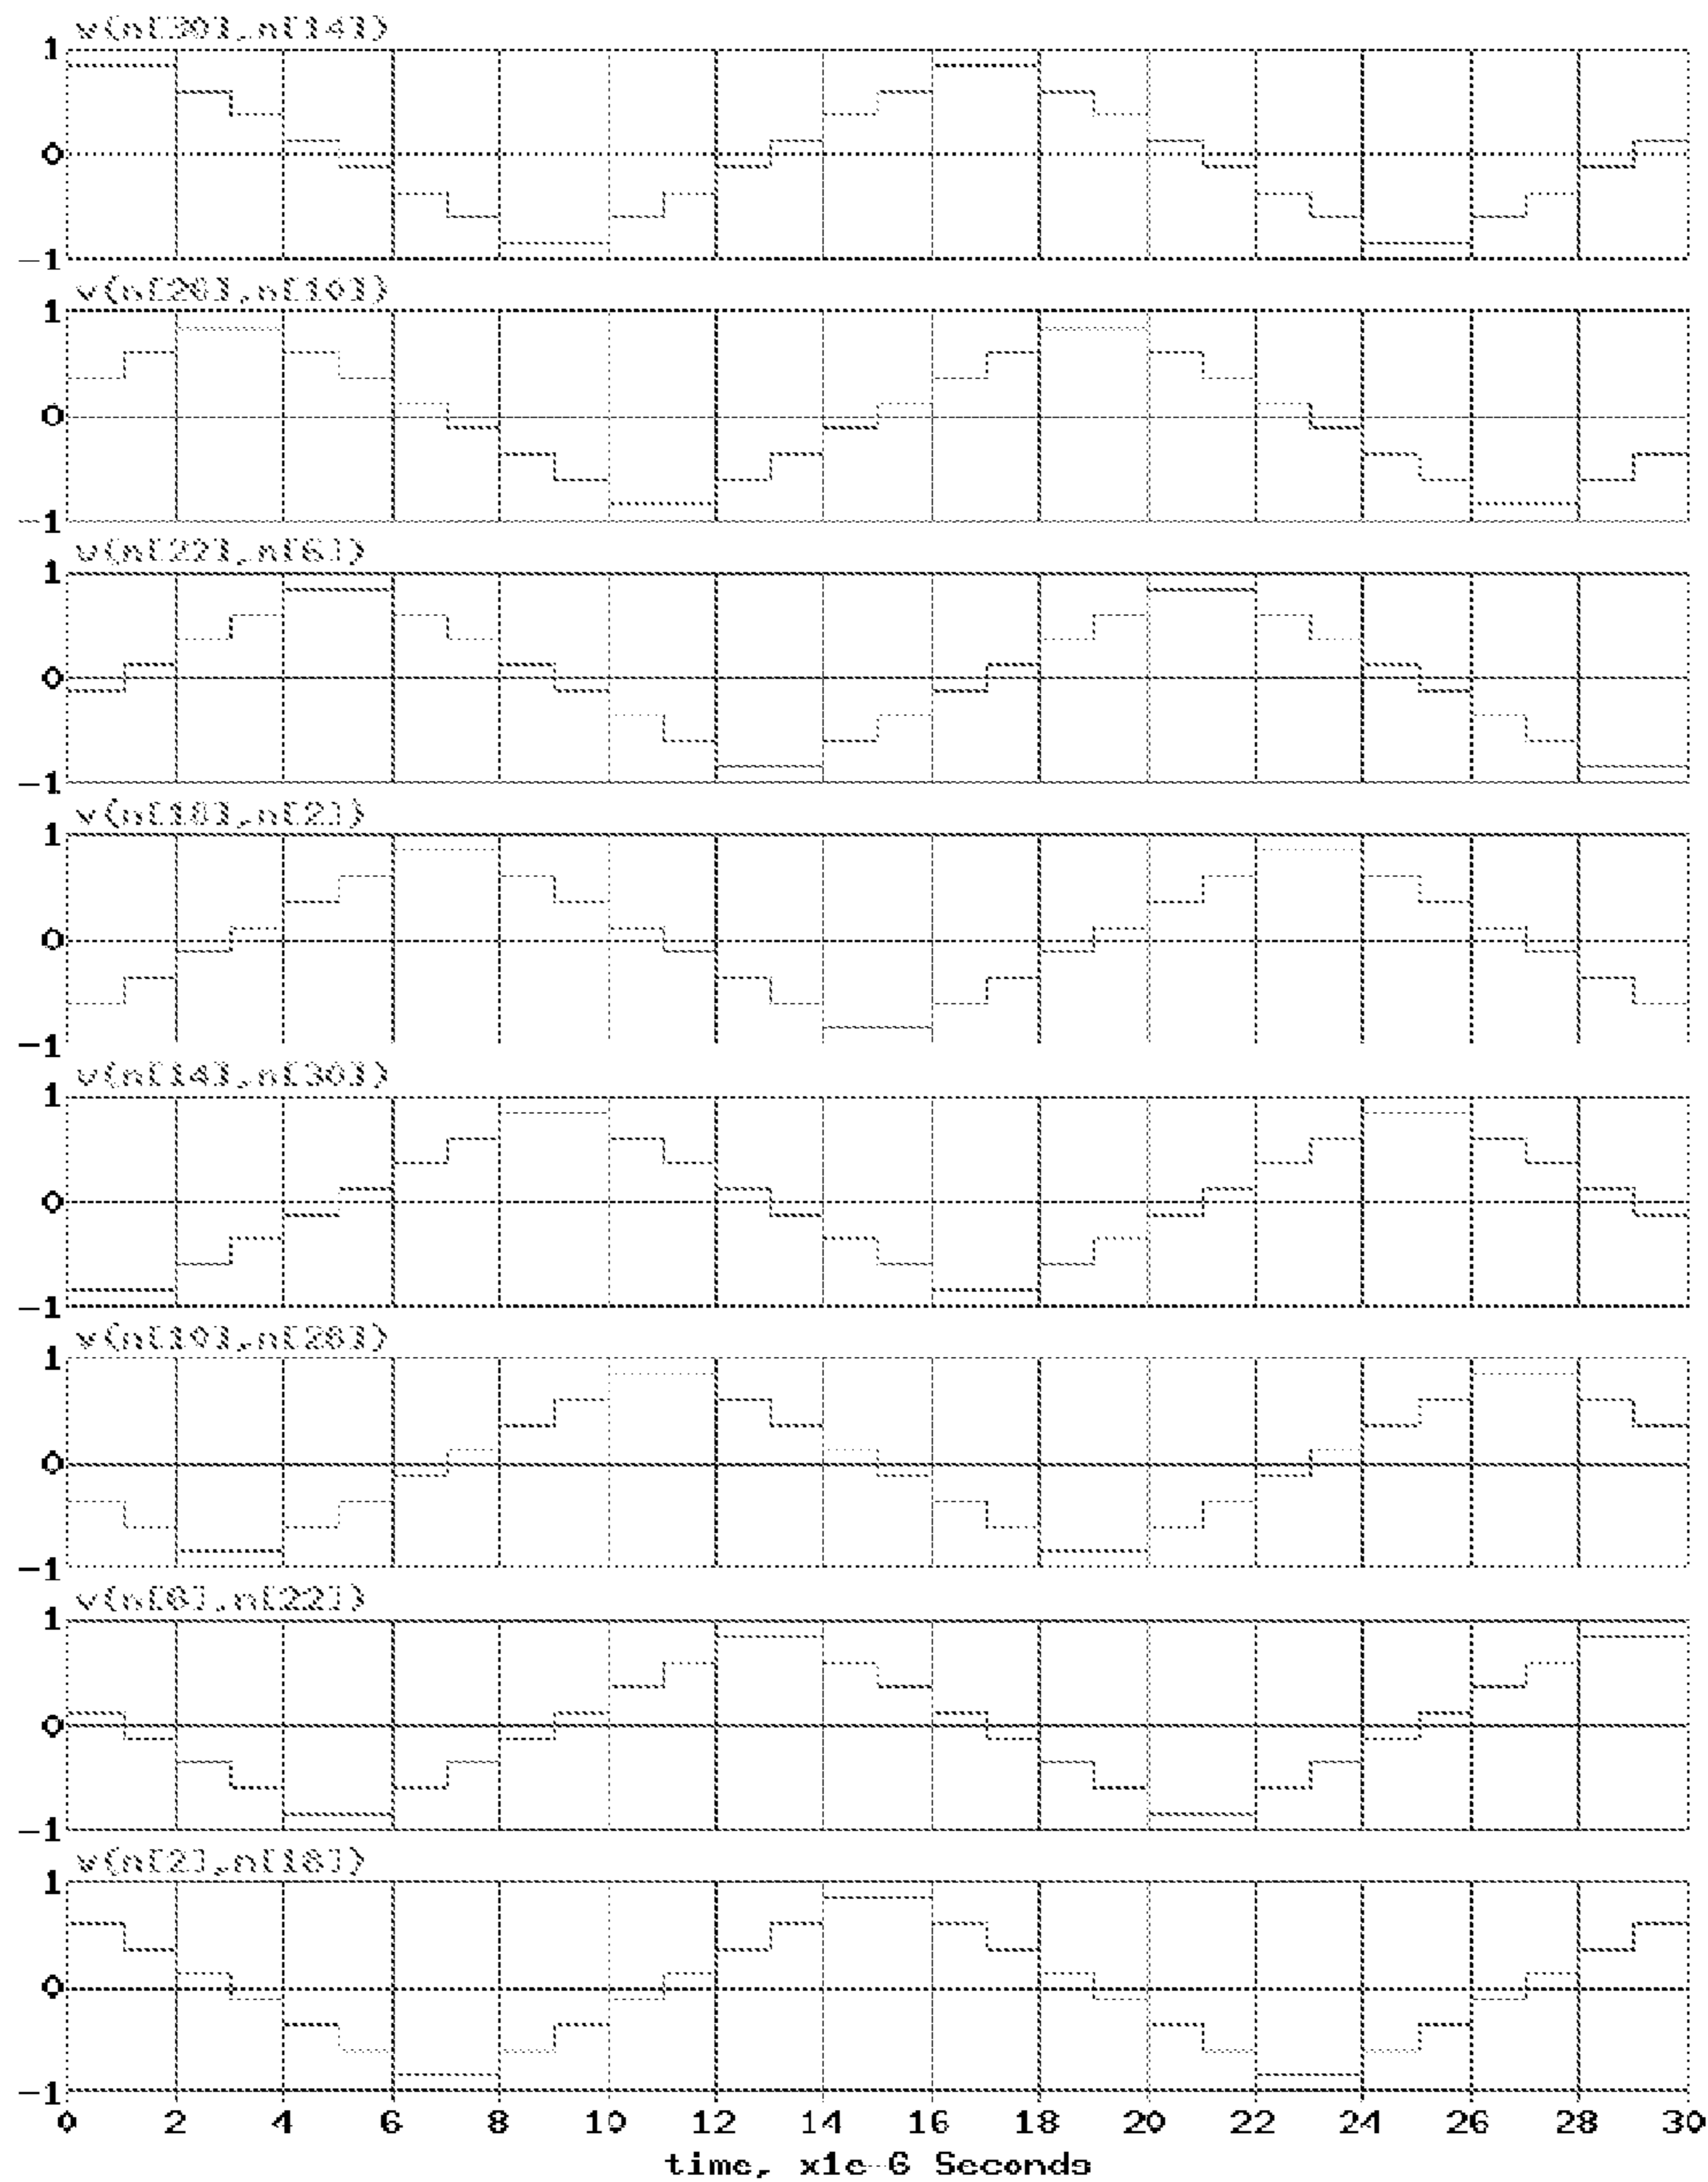 v(n[30],n[14])
1
0
-1
v(n[26],n[10])
1
0
-1
v(n[22],n[6])
1
0
-1
v(n[18],n[2])
1
0
-1
v(n[14],n[30])
1
0
-1
v(n[10],n[26])
1
0
-1
v(n[6],n[22])
1
0
-1
v(n[2],n[18])
1
0
-1
0 2 4 6 8 10 12 14 16 18 20 22 24 26 28 30
time, x1e-6 Seconds